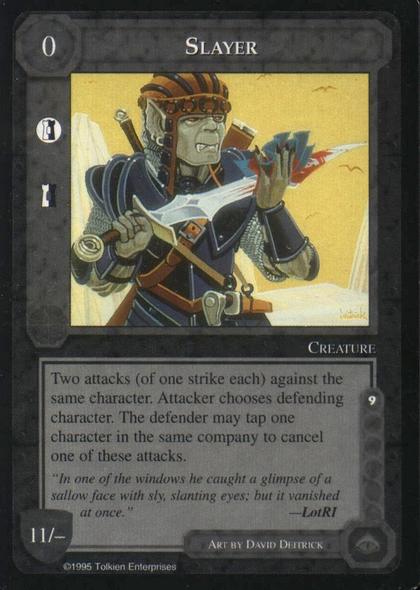 0
SLAYER
Deitrick
CREATURE
Two attacks (of one strike each) against the
same character. Attacker chooses defending
character. The defender may tap one
character in the same company to cancel
one of these attacks.
9
"In one of the windows he caught a glimpse of a
sallow face with sly, slanting eyes; but it vanished
at once." —LotRI
11/–
ART BY DAVID DEITRICK
©1995 Tolkien Enterprises